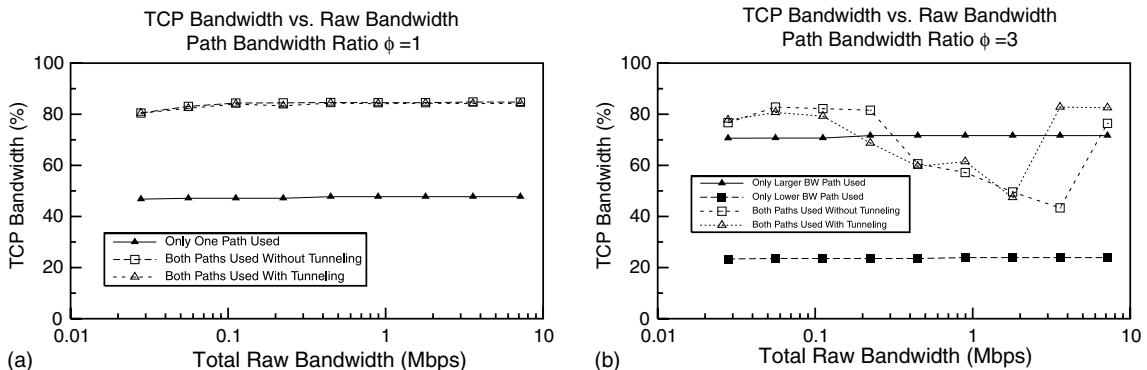 TCP Bandwidth vs. Raw Bandwidth
Path Bandwidth Ratio ϕ =1
100
80
60
40
20
0
TCP Bandwidth (%)
Only One Path Used
Both Paths Used Without Tunneling
Both Paths Used With Tunneling
0.01
0.1
1
10
Total Raw Bandwidth (Mbps)
(a)
TCP Bandwidth vs. Raw Bandwidth
Path Bandwidth Ratio ϕ =3
100
80
60
40
20
0
TCP Bandwidth (%)
Only Larger BW Path Used
Only Lower BW Path Used
Both Paths Used Without Tunneling
Both Paths Used With Tunneling
0.01
0.1
1
10
Total Raw Bandwidth (Mbps)
(b)